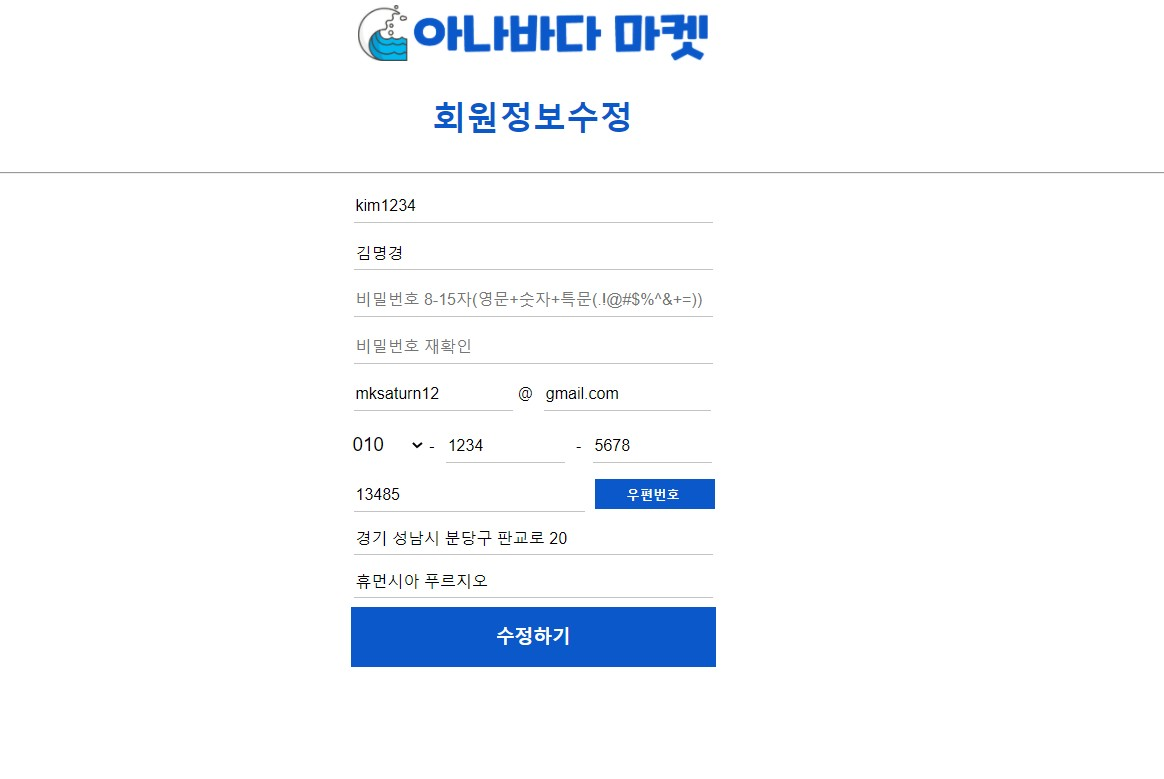 아나바다 마켓
회원정보수정
kim1234
김명경
비밀번호 8-15자(영문+숫자+특문(.!@#$%^&+=))
비밀번호 재확인
mksaturn12 @ gmail.com
010 - 1234 - 5678
13485 우편번호
경기 성남시 분당구 판교로 20
휴먼시아 푸르지오
수정하기